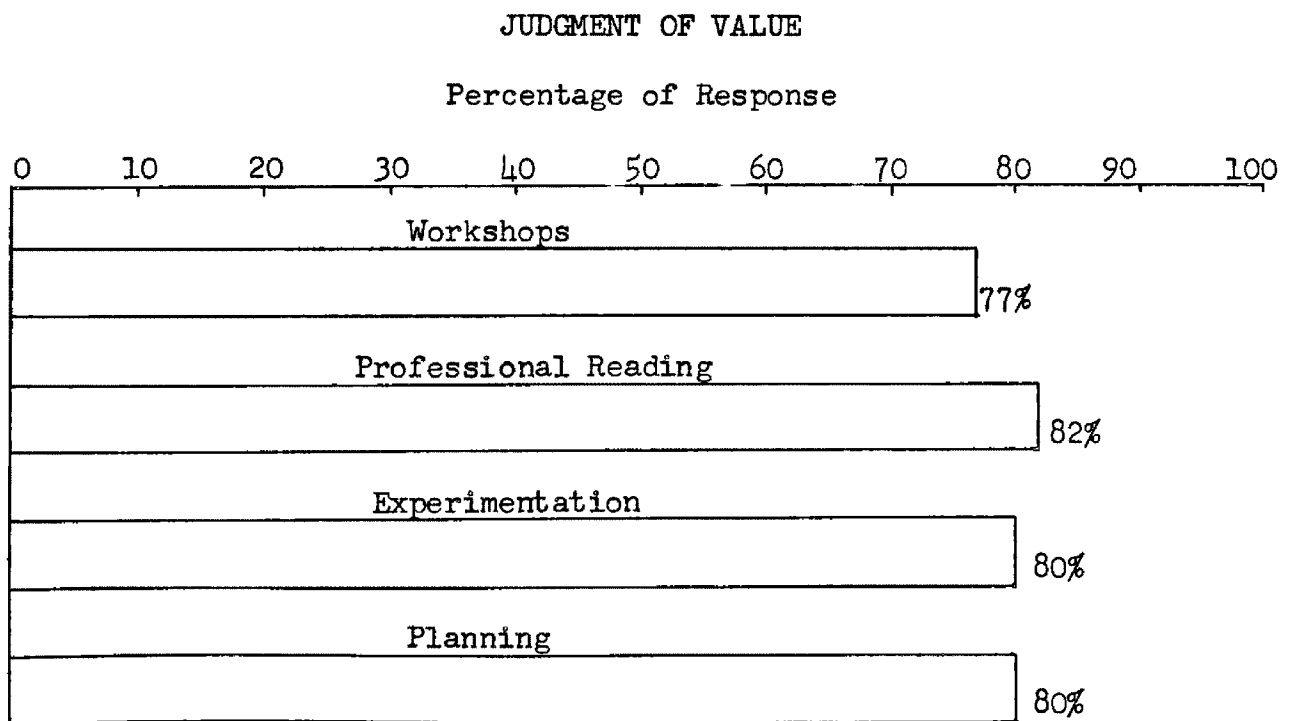 JUDGMENT OF VALUE
Percentage of Response
0 10 20 30 40 50 60 70 80 90 100
Workshops
77%
Professional Reading
82%
Experimentation
80%
Planning
80%